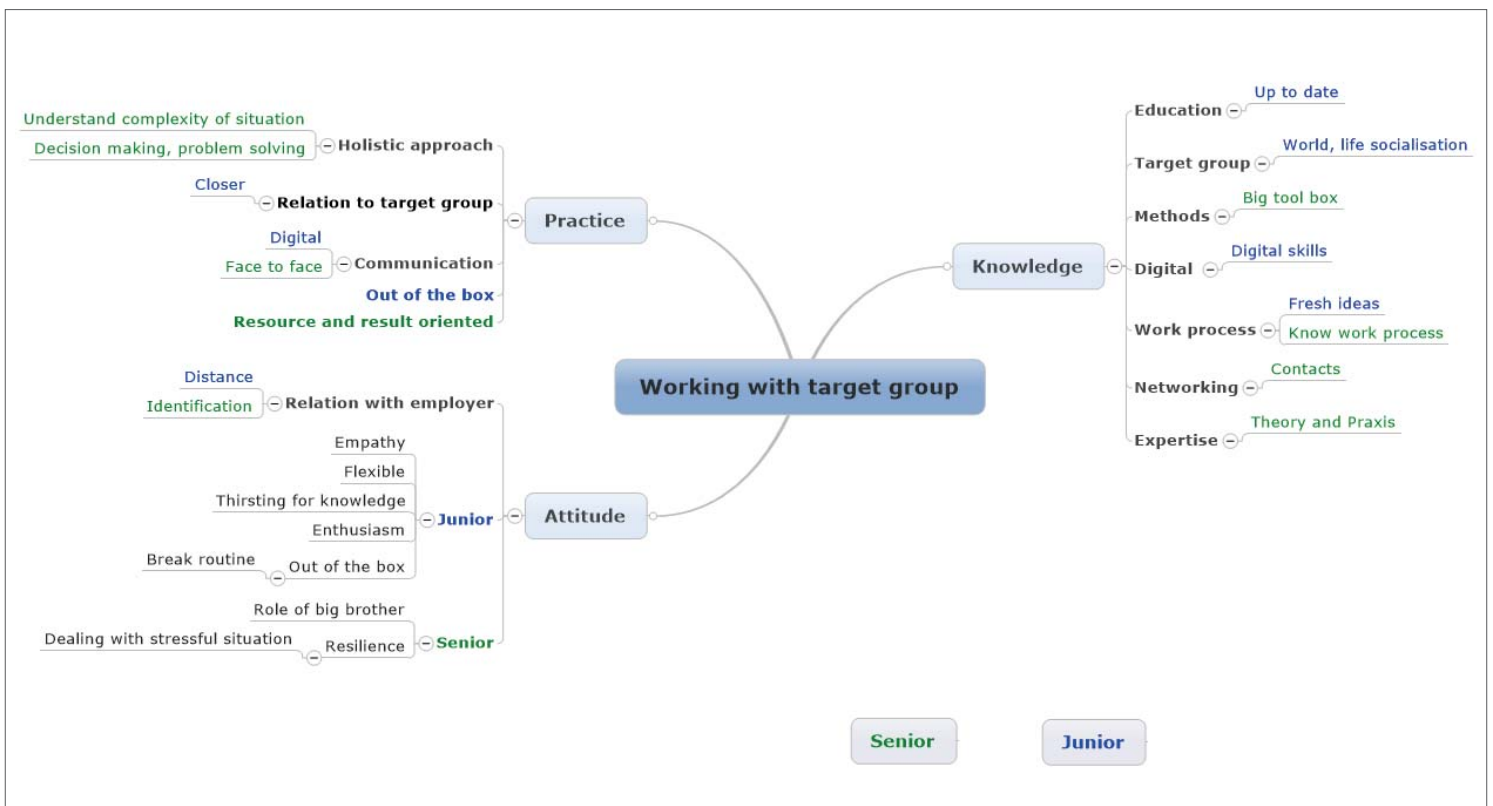 Working with target group
Practice
Holistic approach
Understand complexity of situation
Decision making, problem solving
Relation to target group
Closer
Communication
Digital
Face to face
Out of the box
Resource and result oriented
Attitude
Relation with employer
Distance
Identification
Junior
Empathy
Flexible
Thirsting for knowledge
Enthusiasm
Out of the box
Break routine
Senior
Role of big brother
Resilience
Dealing with stressful situation
Knowledge
Education
Up to date
Target group
World, life socialisation
Methods
Big tool box
Digital
Digital skills
Work process
Fresh ideas
Know work process
Networking
Contacts
Expertise
Theory and Praxis
Senior
Junior